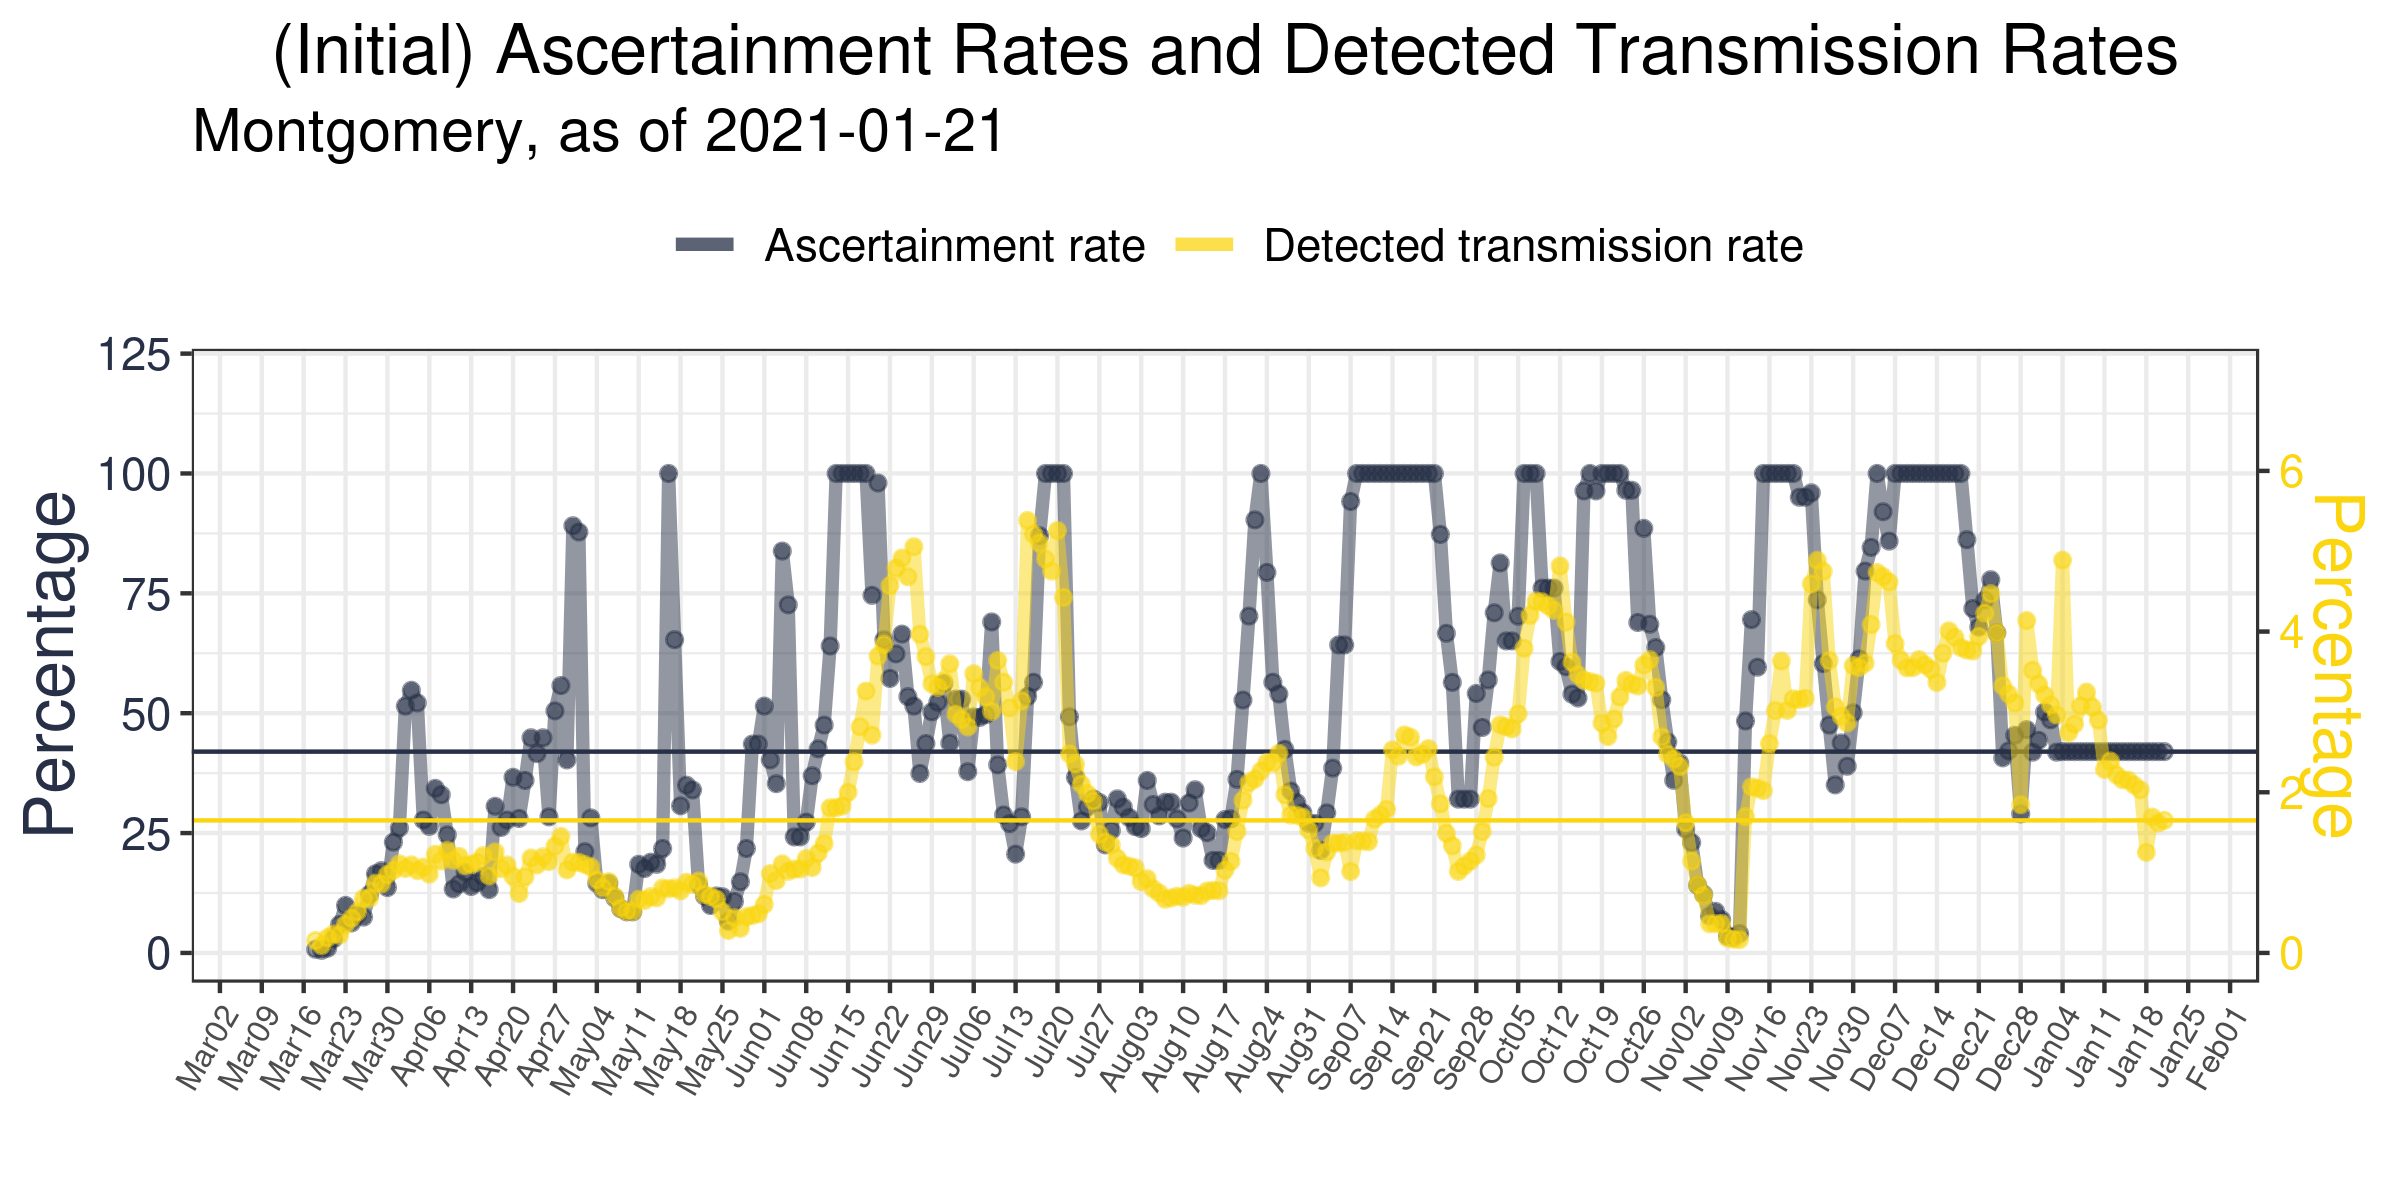 (Initial) Ascertainment Rates and Detected Transmission Rates
Montgomery, as of 2021-01-21
Ascertainment rate
Detected transmission rate
Percentage
125
100
75
50
25
0
6
4
2
0
Percentage
Mar02
Mar09
Mar16
Mar23
Mar30
Apr06
Apr13
Apr20
Apr27
May04
May11
May18
May25
Jun01
Jun08
Jun15
Jun22
Jun29
Jul06
Jul13
Jul20
Jul27
Aug03
Aug10
Aug17
Aug24
Aug31
Sep07
Sep14
Sep21
Sep28
Oct05
Oct12
Oct19
Oct26
Nov02
Nov09
Nov16
Nov23
Nov30
Dec07
Dec14
Dec21
Dec28
Jan04
Jan11
Jan18
Jan25
Feb01